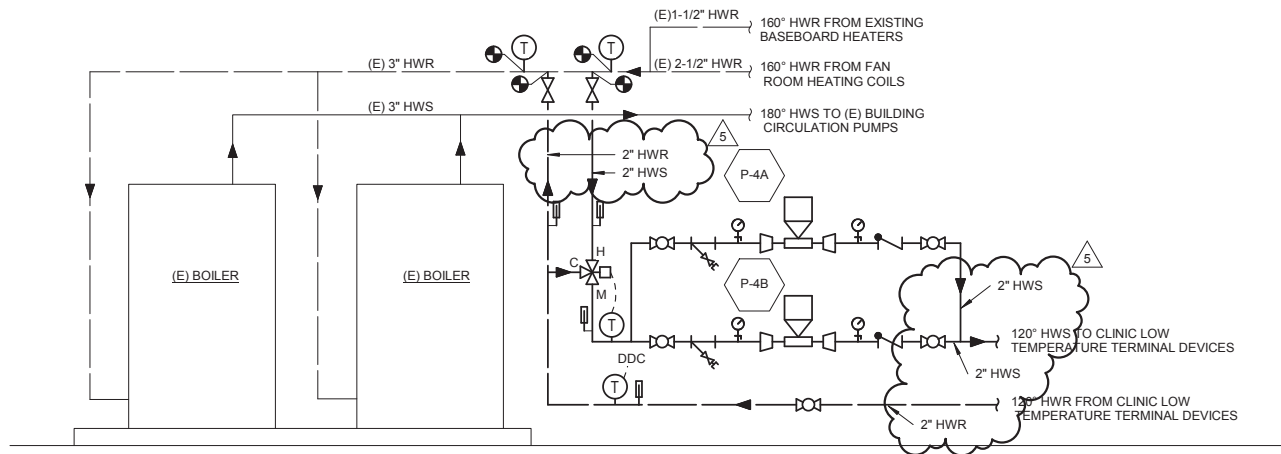 (E)1-1/2" HWR
160° HWR FROM EXISTING
BASEBOARD HEATERS
T
T
(E) 3" HWR
(E) 2-1/2" HWR
160° HWR FROM FAN
ROOM HEATING COILS
(E) 3" HWS
180° HWS TO (E) BUILDING
CIRCULATION PUMPS
5
2" HWR
2" HWS
P-4A
(E) BOILER
(E) BOILER
H
C
M
P-4B
5
2" HWS
T
120° HWS TO CLINIC LOW
TEMPERATURE TERMINAL DEVICES
2" HWS
DDC
T
120° HWR FROM CLINIC LOW
TEMPERATURE TERMINAL DEVICES
2" HWR